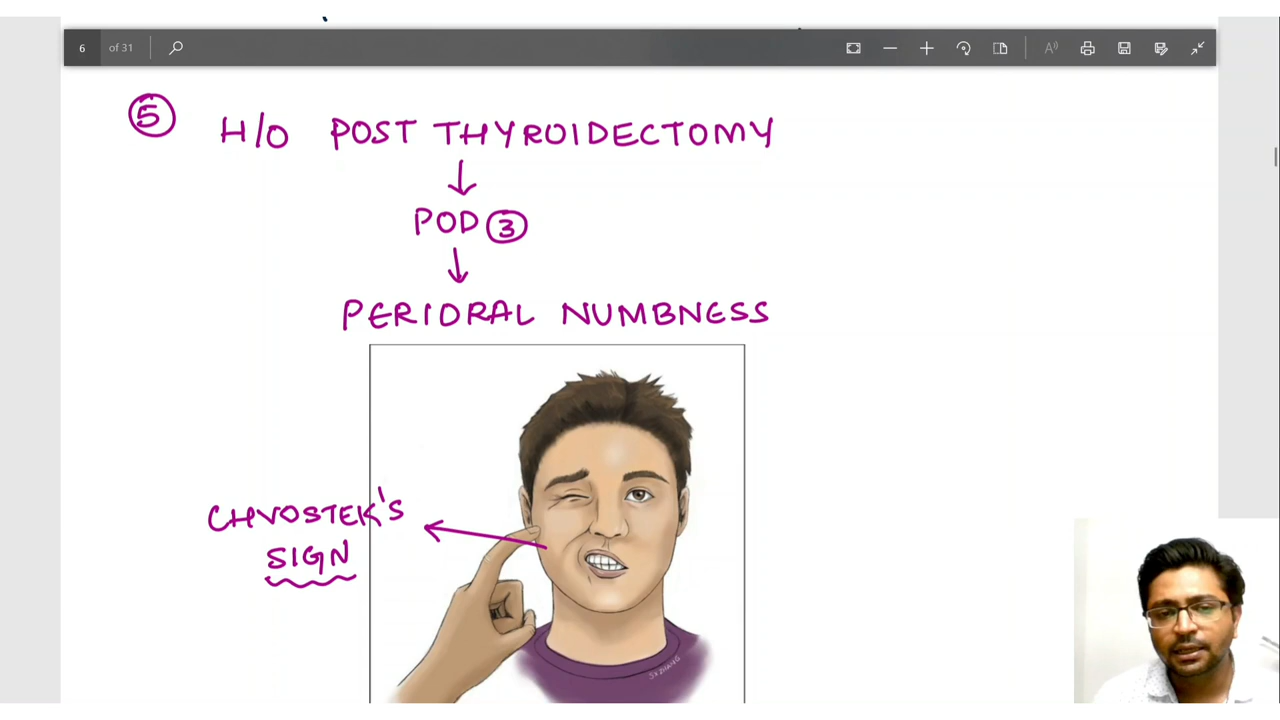 6 of 31
5 H/O POST THYROIDECTOMY
↓
POD 3
↓
PERIORAL NUMBNESS
CHVOSTEK'S
SIGN